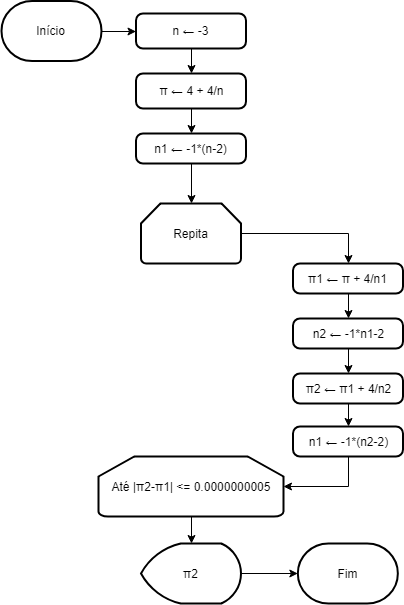 Início
n ← -3
π ← 4 + 4/n
n1 ← -1*(n-2)
Repita
π1 ← π + 4/n1
n2 ← -1*n1-2
π2 ← π1 + 4/n2
n1 ← -1*(n2-2)
Até |π2-π1| <= 0.0000000005
π2
Fim